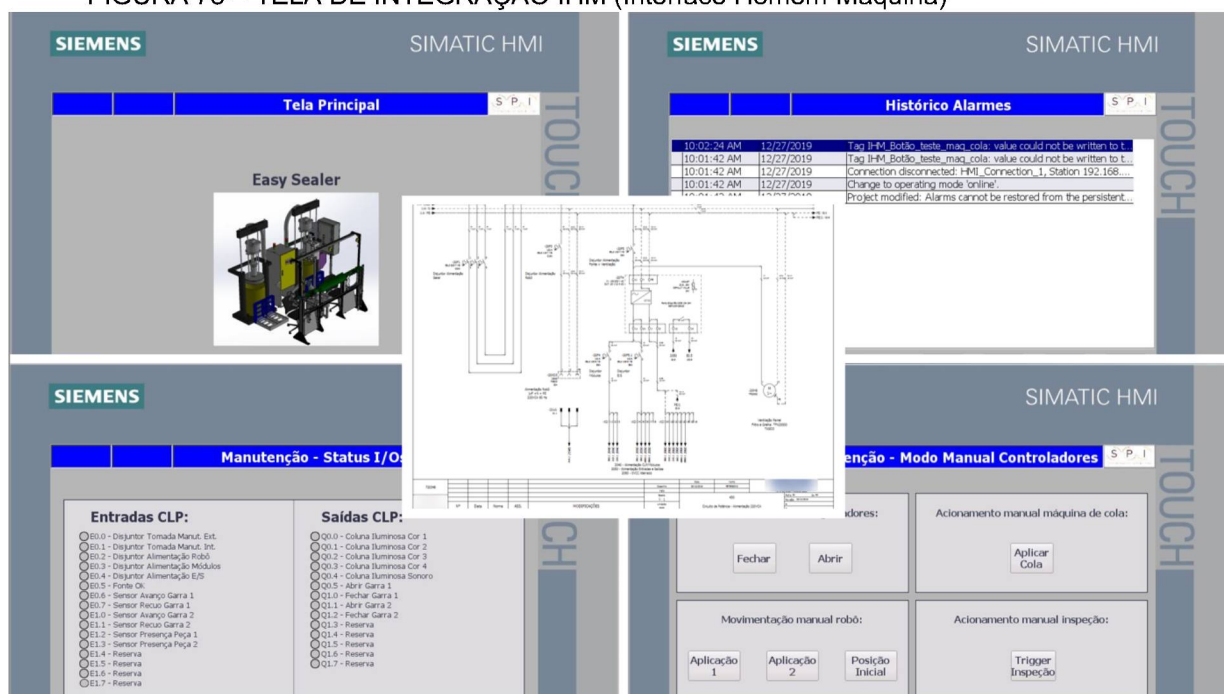 FIGURA 75 – TELA DE INTEGRAÇÃO IHM (Interface Homem Máquina)
SIEMENS
SIMATIC HMI
Tela Principal
S P I
TOUCH
Easy Sealer
SIEMENS
SIMATIC HMI
Histórico Alarmes
S P I
TOUCH
10:02:24 AM 12/27/2019 Tag IHM_Botão_teste_maq_cola: value could not be written to t...
10:01:42 AM 12/27/2019 Tag IHM_Botão_teste_maq_cola: value could not be written to t...
10:01:42 AM 12/27/2019 Connection disconnected: HMI_Connection_1, Station 192.168....
10:01:42 AM 12/27/2019 Change to operating mode 'online'.
Project modified: Alarms cannot be restored from the persistent...
MODIFICAÇÕES
SIEMENS
Manutenção - Status I/Os
TOUCH
Entradas CLP:
E0.0 - Disjuntor Tomada Manut. Ext.
E0.1 - Disjuntor Tomada Manut. Int.
E0.2 - Disjuntor Alimentação Robô
E0.3 - Disjuntor Alimentação Módulos
E0.4 - Disjuntor Alimentação E/S
E0.5 - Fonte OK
E0.6 - Sensor Avanço Garra 1
E0.7 - Sensor Recuo Garra 1
E1.0 - Sensor Avanço Garra 2
E1.1 - Sensor Recuo Garra 2
E1.2 - Sensor Presença Peça 1
E1.3 - Sensor Presença Peça 2
E1.4 - Reserva
E1.5 - Reserva
E1.6 - Reserva
E1.7 - Reserva
Saídas CLP:
Q0.0 - Coluna Iluminosa Cor 1
Q0.1 - Coluna Iluminosa Cor 2
Q0.2 - Coluna Iluminosa Cor 3
Q0.3 - Coluna Iluminosa Cor 4
Q0.4 - Coluna Iluminosa Sonoro
Q0.5 - Abrir Garra 1
Q1.0 - Fechar Garra 1
Q1.1 - Abrir Garra 2
Q1.2 - Fechar Garra 2
Q1.3 - Reserva
Q1.4 - Reserva
Q1.5 - Reserva
Q1.6 - Reserva
Q1.7 - Reserva
SIMATIC HMI
enção - Modo Manual Controladores
S P I
TOUCH
adores:
Fechar
Abrir
Acionamento manual máquina de cola:
Aplicar
Cola
Movimentação manual robô:
Aplicação
1
Aplicação
2
Posição
Inicial
Acionamento manual inspeção:
Trigger
Inspeção